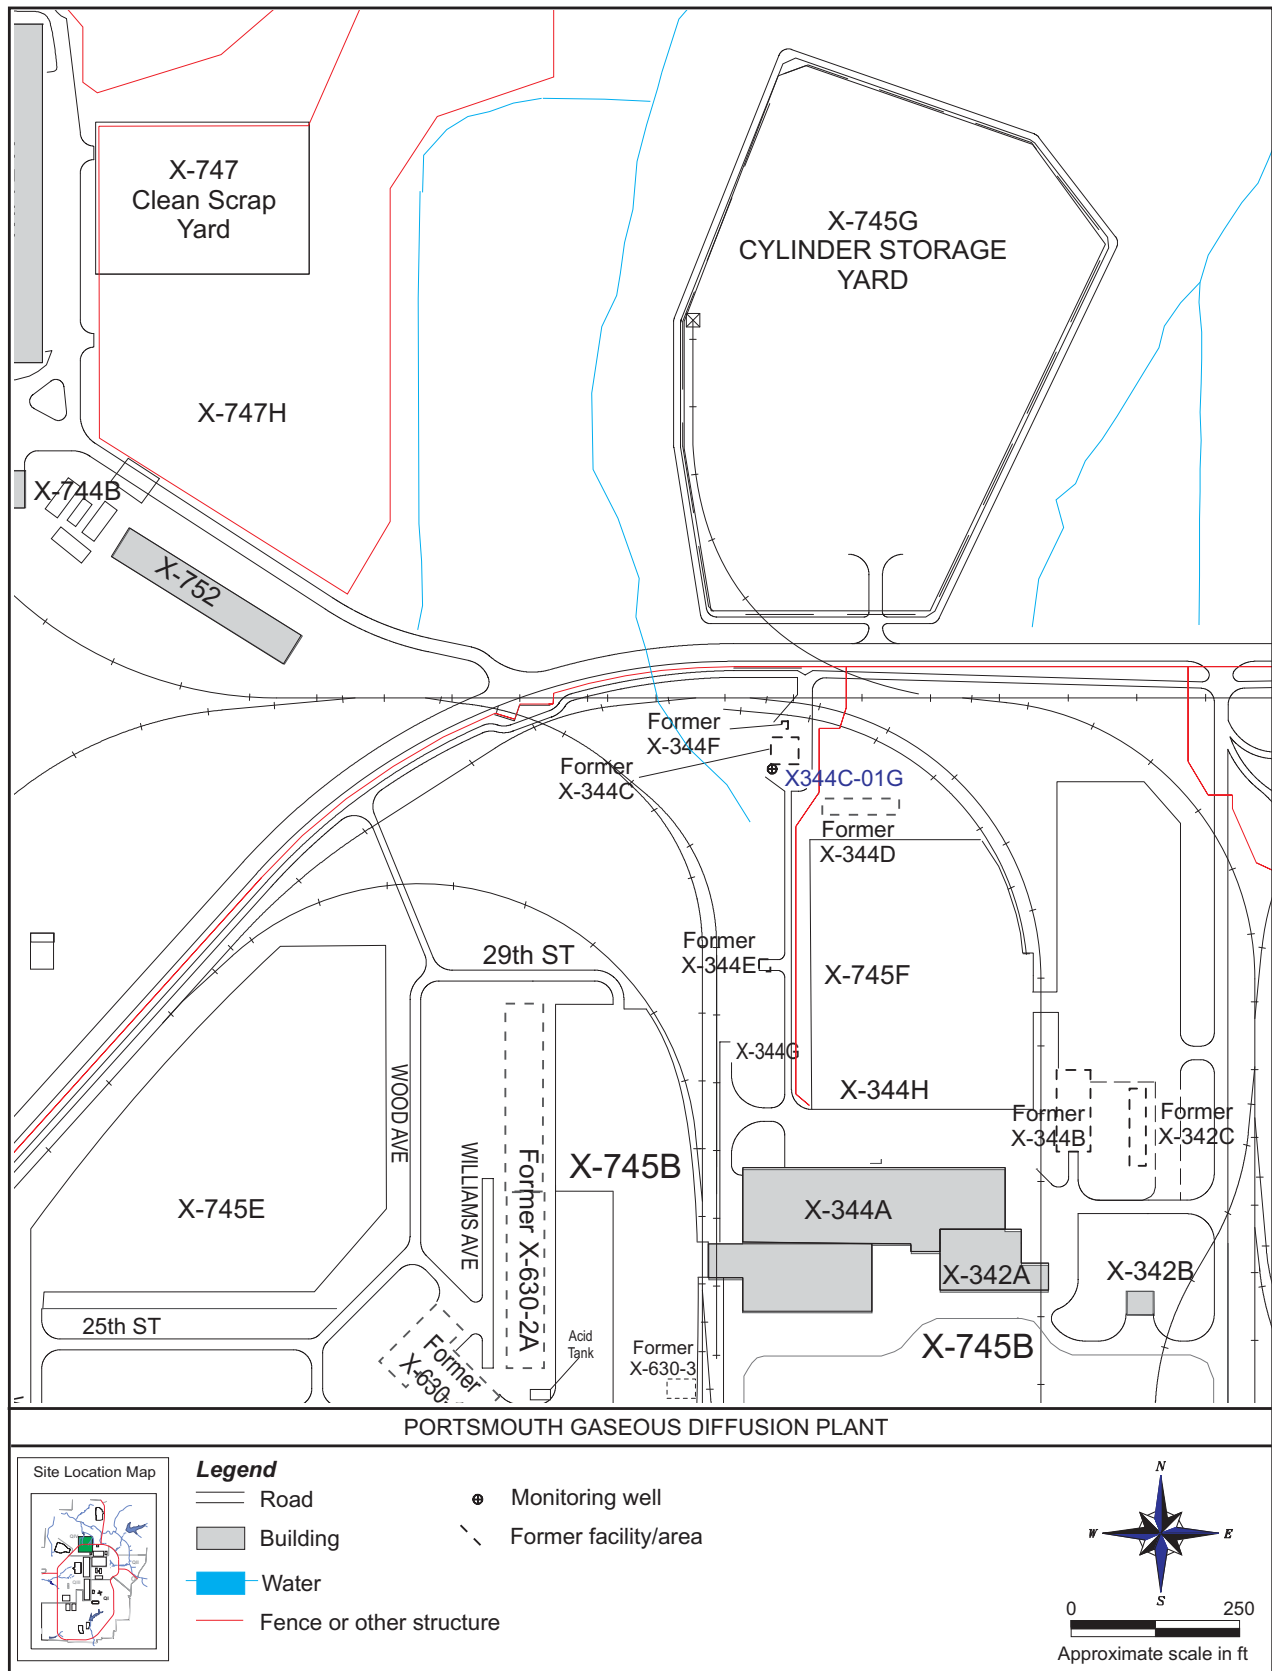 X-747
Clean Scrap
Yard
X-745G
CYLINDER STORAGE
YARD
X-747H
X-744B
X-752
Former
X-344F
Former
X-344C
X344C-01G
Former
X-344D
Former
X-344E
29th ST
X-745F
X-344G
WOOD AVE
X-344H
Former
X-344B
Former
X-342C
WILLIAMS AVE
Former X-630-2A
X-745B
X-745E
X-344A
X-342A
X-342B
25th ST
Former
X-630-
Acid
Tank
Former
X-630-3
X-745B
PORTSMOUTH GASEOUS DIFFUSION PLANT
Site Location Map
Legend
Road
Building
Water
Fence or other structure
Monitoring well
Former facility/area
N
W
E
S
0 250
Approximate scale in ft